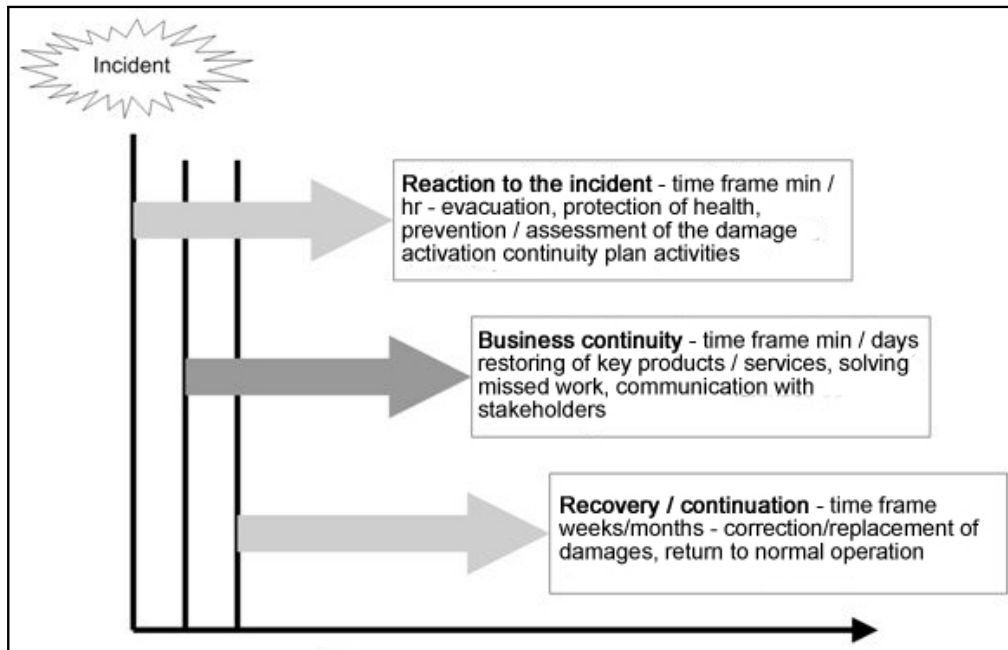 Incident
Reaction to the incident - time frame min /
hr - evacuation, protection of health,
prevention / assessment of the damage
activation continuity plan activities
Business continuity - time frame min / days
restoring of key products / services, solving
missed work, communication with
stakeholders
Recovery / continuation - time frame
weeks/months - correction/replacement of
damages, return to normal operation